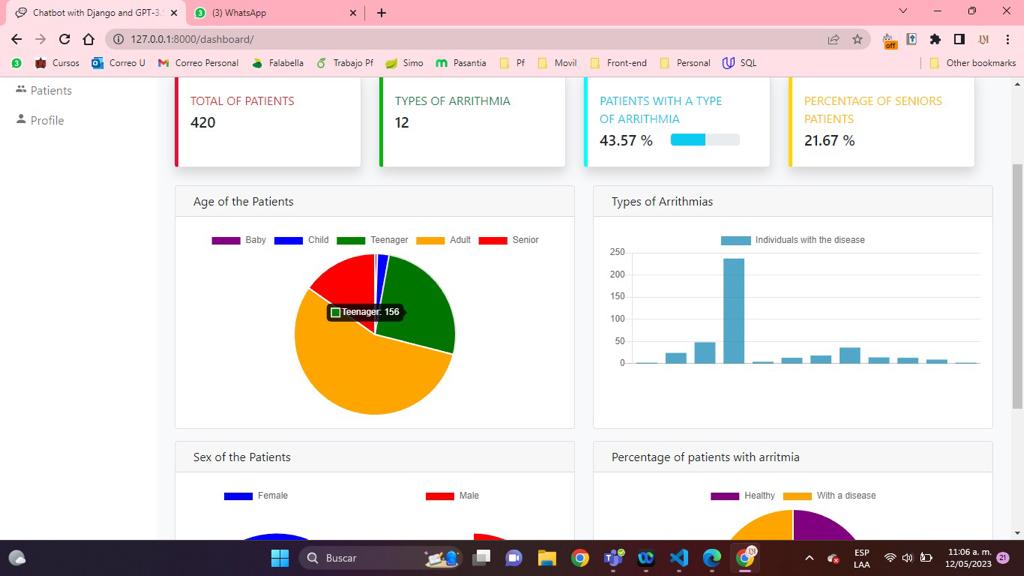 Chatbot with Django and GPT-3.
(3) WhatsApp
127.0.0.1:8000/dashboard/
off
Cursos
Correo U
Correo Personal
Falabella
Trabajo Pf
Simo
Pasantia
Pf
Movil
Front-end
Personal
SQL
Other bookmarks
Patients
Profile
TOTAL OF PATIENTS
420
TYPES OF ARRITHMIA
12
PATIENTS WITH A TYPE
OF ARRITHMIA
43.57 %
PERCENTAGE OF SENIORS
PATIENTS
21.67 %
Age of the Patients
Baby
Child
Teenager
Adult
Senior
Teenager: 156
Types of Arrithmias
Individuals with the disease
250
200
150
100
50
0
Sex of the Patients
Female
Male
Percentage of patients with arritmia
Healthy
With a disease
Buscar
ESP
LAA
11:06 a. m.
12/05/2023
21